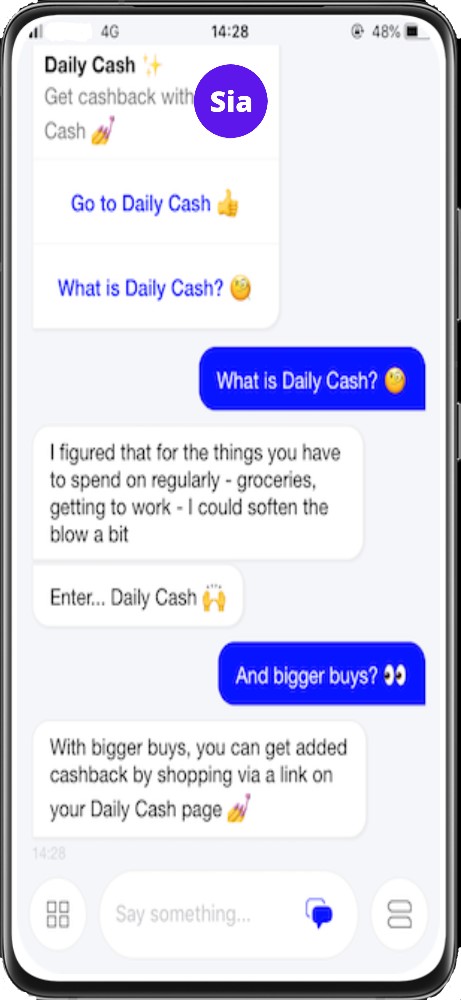 4G 14:28 48%
Daily Cash ✨
Get cashback with
Sia
Cash 💅
Go to Daily Cash 👍
What is Daily Cash? 🧐
What is Daily Cash? 🧐
I figured that for the things you have
to spend on regularly - groceries,
getting to work - I could soften the
blow a bit
Enter... Daily Cash 🙌
And bigger buys? 👀
With bigger buys, you can get added
cashback by shopping via a link on
your Daily Cash page 💅
14:28
Say something...